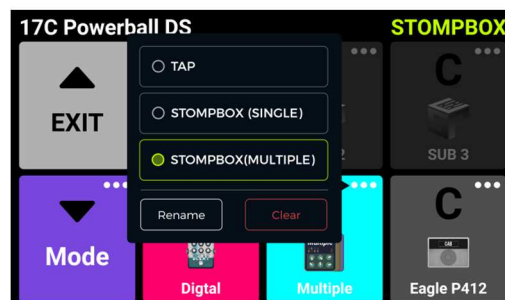 17C Powerball DS
STOMPBOX
EXIT
TAP
STOMPBOX (SINGLE)
STOMPBOX(MULTIPLE)
Rename
Clear
C
SUB 3
Mode
Digtal
Multiple
C
CAB
Eagle P412